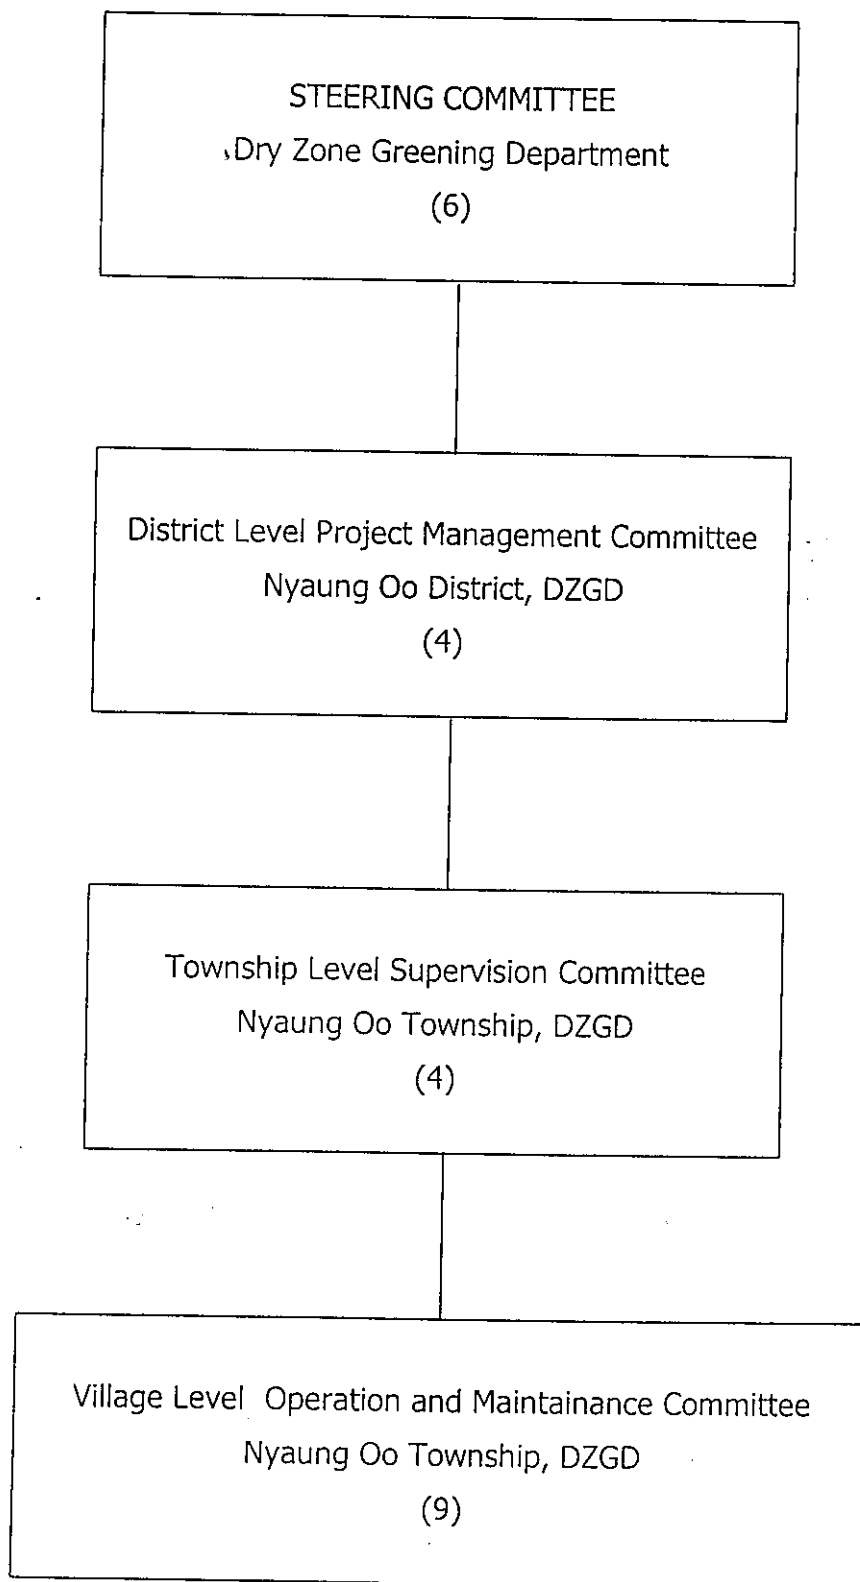 STEERING COMMITTEE
Dry Zone Greening Department
(6)
District Level Project Management Committee
Nyaung Oo District, DZGD
(4)
Township Level Supervision Committee
Nyaung Oo Township, DZGD
(4)
Village Level Operation and Maintainance Committee
Nyaung Oo Township, DZGD
(9)